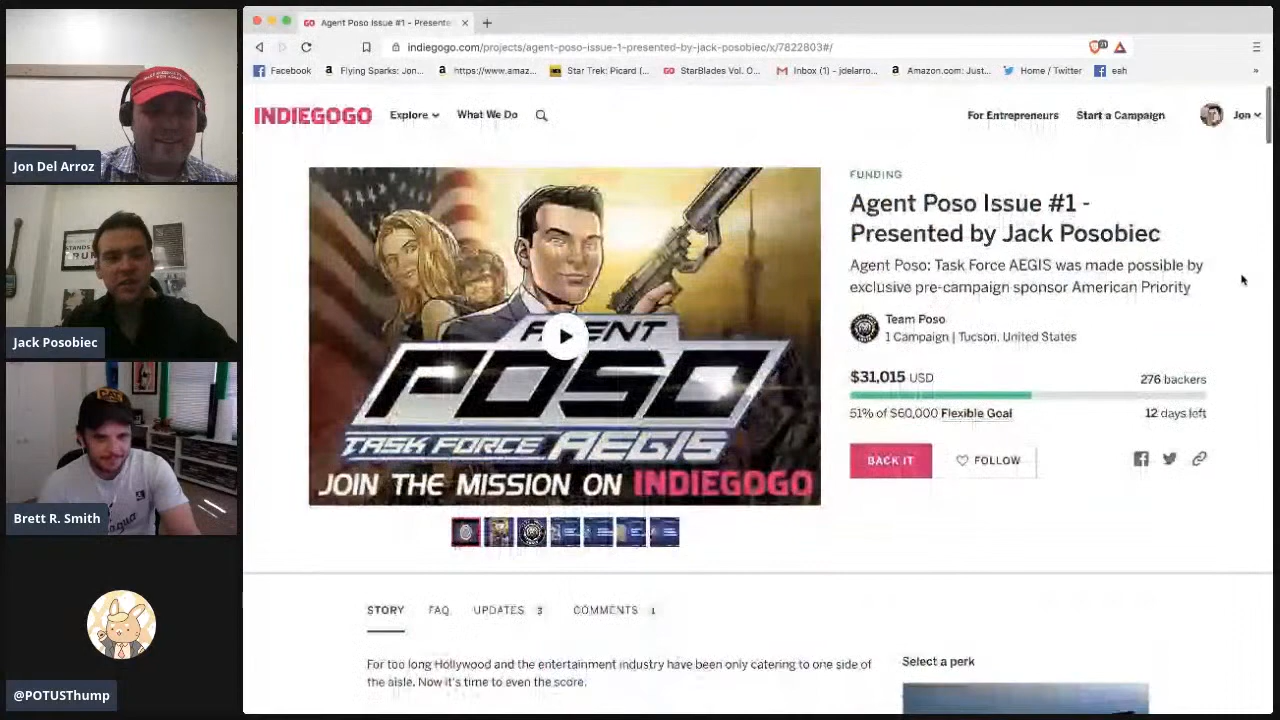 Jon Del Arroz
Jack Posobiec
Brett R. Smith
@POTUSThump
CAT
Agent Poso Issue #1 - Presente
indiegogo.com/projects/agent-poso-issue-1-presented-by-jack-posobiec/x/7822803#/
21
Facebook
Flying Sparks: Jon...
https://www.amaz...
Star Trek: Picard (...
StarBlades Vol. O...
Inbox (1) - jdelarro...
Amazon.com: Just...
Home / Twitter
eah
»
INDIEGOGO
Explore
What We Do
For Entrepreneurs
Start a Campaign
Jon
AGENT
POSO
TASK FORCE AEGIS
JOIN THE MISSION ON INDIEGOGO
FUNDING
Agent Poso Issue #1 -
Presented by Jack Posobiec
Agent Poso: Task Force AEGIS was made possible by
exclusive pre-campaign sponsor American Priority
Team Poso
1 Campaign | Tucson, United States
$31,015 USD
276 backers
51% of $60,000 Flexible Goal
12 days left
BACK IT
FOLLOW
STORY
FAQ
UPDATES 3
COMMENTS 1
For too long Hollywood and the entertainment industry have been only catering to one side of
the aisle. Now it's time to even the score.
Select a perk